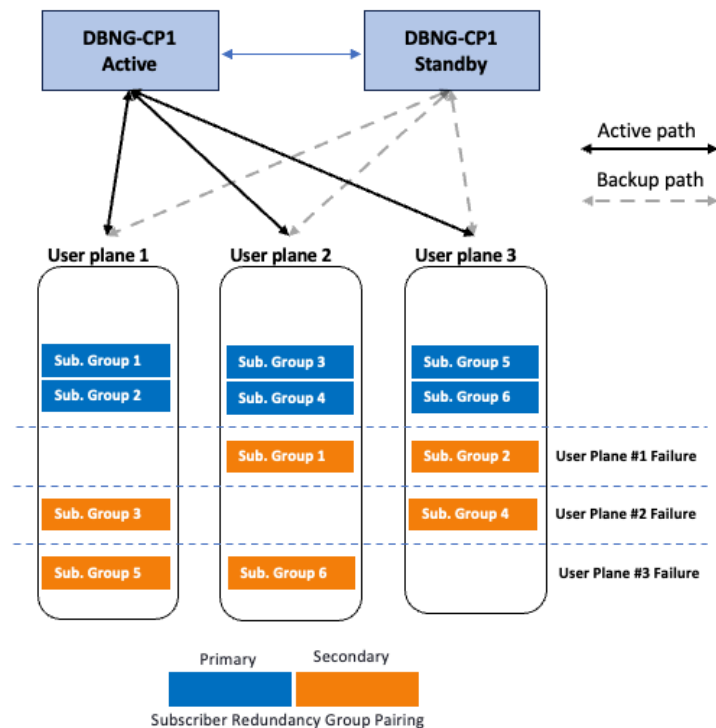 DBNG-CP1
Active
DBNG-CP1
Standby
Active path
Backup path
User plane 1
User plane 2
User plane 3
Sub. Group 1
Sub. Group 3
Sub. Group 5
Sub. Group 2
Sub. Group 4
Sub. Group 6
Sub. Group 1
Sub. Group 2
User Plane #1 Failure
Sub. Group 3
Sub. Group 4
User Plane #2 Failure
Sub. Group 5
Sub. Group 6
User Plane #3 Failure
Primary
Secondary
Subscriber Redundancy Group Pairing